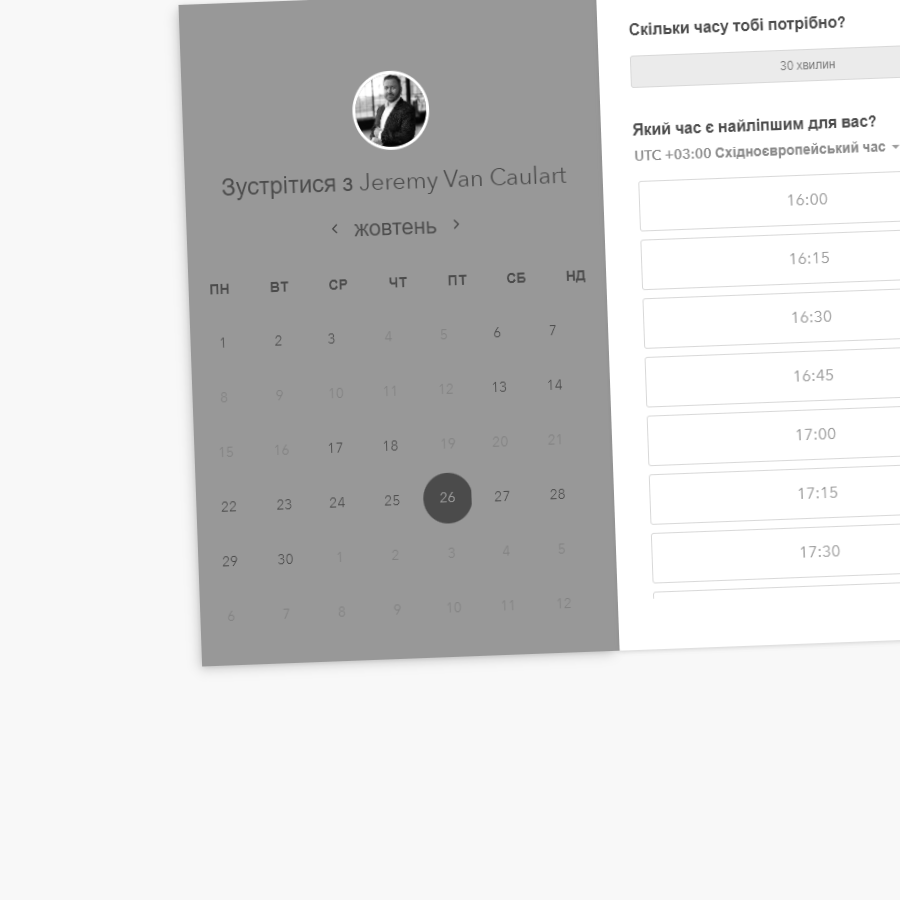 Зустрітися з Jeremy Van Caulart
жовтень
ПН ВТ СР ЧТ ПТ СБ НД
1 2 3 4 5 6 7
8 9 10 11 12 13 14
15 16 17 18 19 20 21
22 23 24 25 26 27 28
29 30 1 2 3 4 5
6 7 8 9 10 11 12
Скільки часу тобі потрібно?
30 хвилин
Який час є найліпшим для вас?
UTC +03:00 Східноєвропейський час
16:00
16:15
16:30
16:45
17:00
17:15
17:30